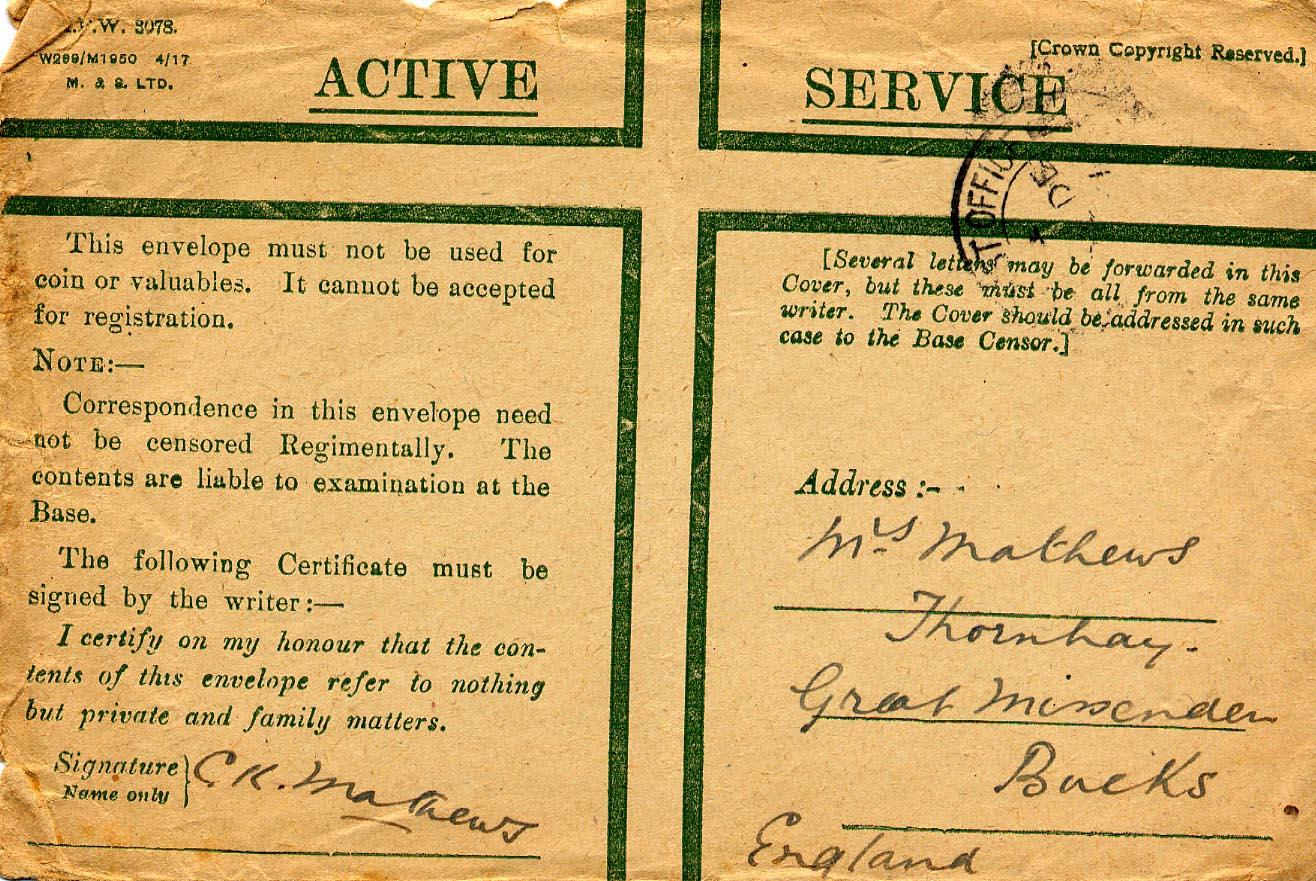 W. 3078.
W299/M1950 4/17
M. & S. LTD.
ACTIVE SERVICE
[Crown Copyright Reserved.]
T OFFIC
DE
This envelope must not be used for
coin or valuables. It cannot be accepted
for registration.
NOTE:—
Correspondence in this envelope need
not be censored Regimentally. The
contents are liable to examination at the
Base.
The following Certificate must be
signed by the writer:—
I certify on my honour that the con-
tents of this envelope refer to nothing
but private and family matters.
Signature
Name only
} C. K. Mathews
[Several letters may be forwarded in this
Cover, but these must be all from the same
writer. The Cover should be addressed in such
case to the Base Censor.]
Address :-
Mrs Mathews
Thornhay.
Great Missenden
Bucks
England